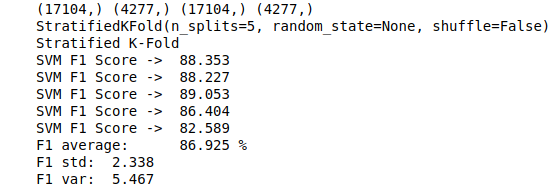 (17104,) (4277,) (17104,) (4277,)
StratifiedKFold(n_splits=5, random_state=None, shuffle=False)
Stratified K-Fold
SVM F1 Score ->  88.353
SVM F1 Score ->  88.227
SVM F1 Score ->  89.053
SVM F1 Score ->  86.404
SVM F1 Score ->  82.589
F1 average:      86.925 %
F1 std:  2.338
F1 var:  5.467